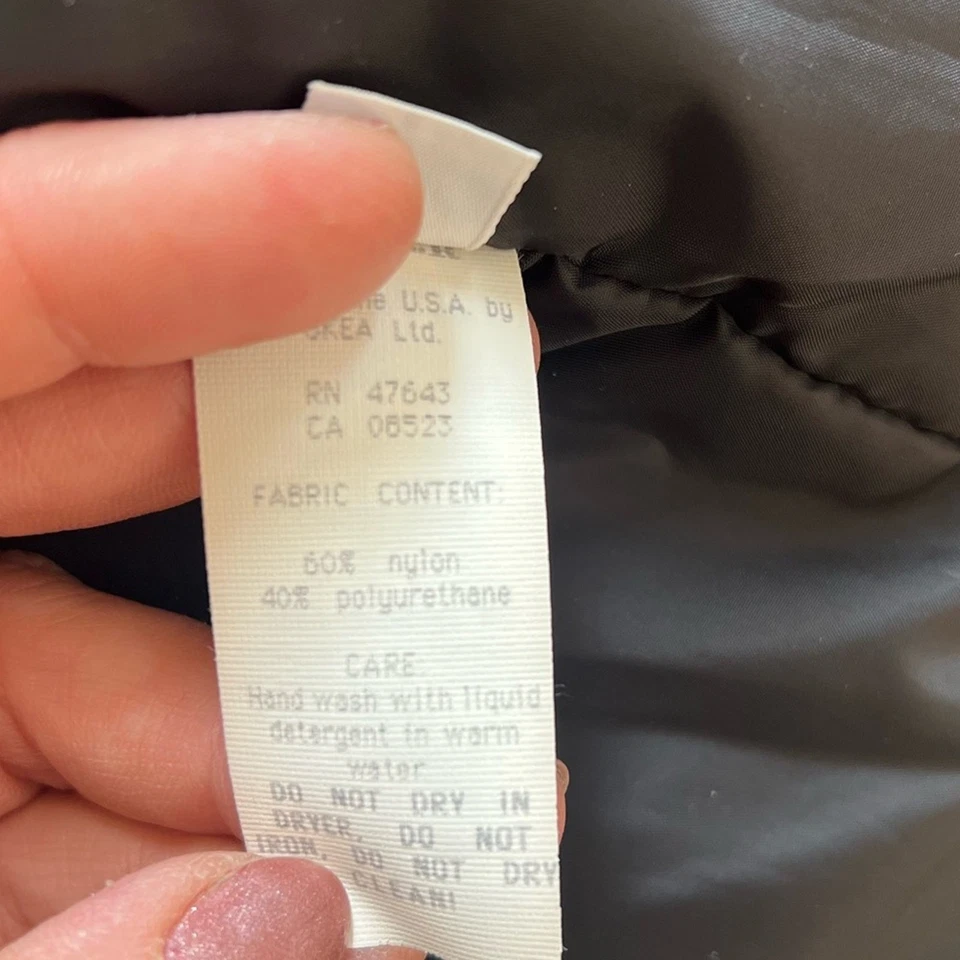 U.S.A. by
Ltd.
RN 47643
CA 08523
FABRIC CONTENT:
60% nylon
40% polyurethane
CARE:
Hand wash with liquid
detergent in warm
water
DO NOT DRY IN
DRYER, DO NOT
IRON, DO NOT DRY
CLEAN!